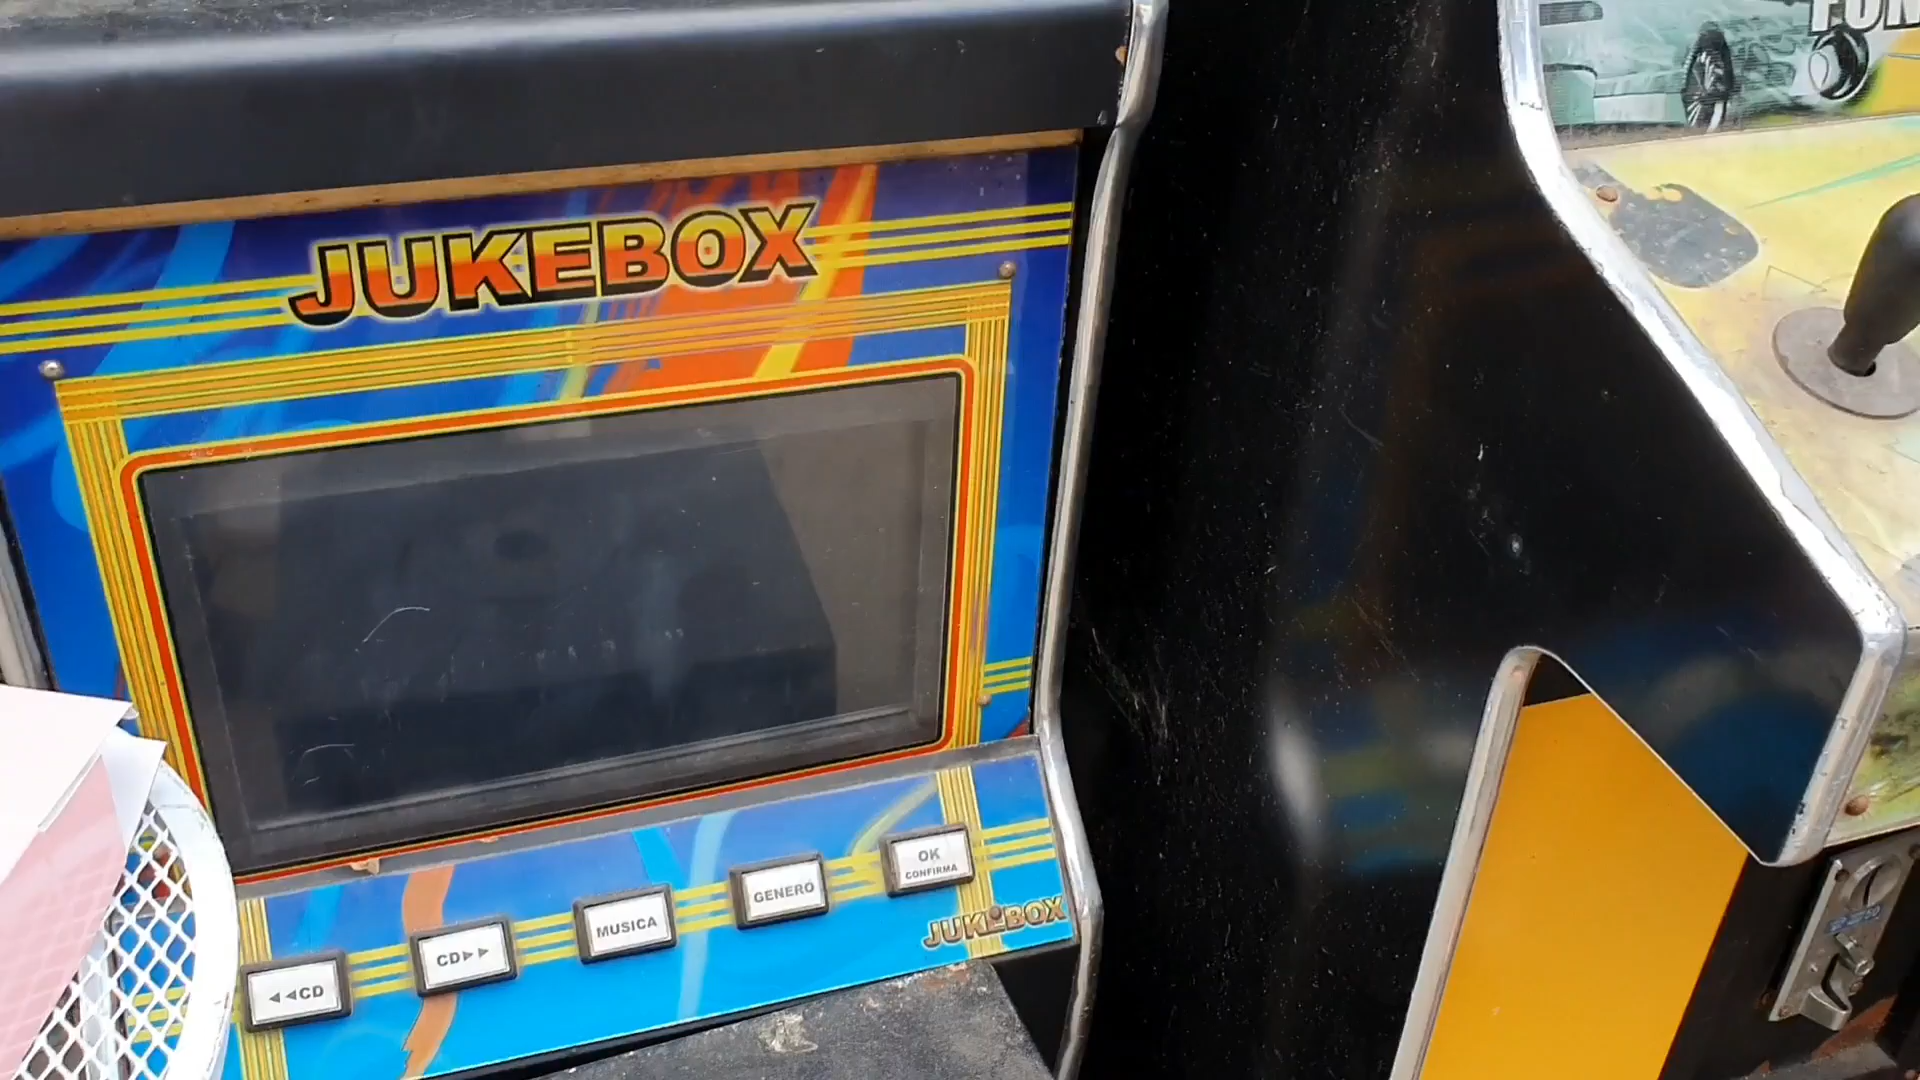 JUKEBOX
◄◄CD
CD►►
MUSICA
GENERO
OK
CONFIRMA
JUKEBOX